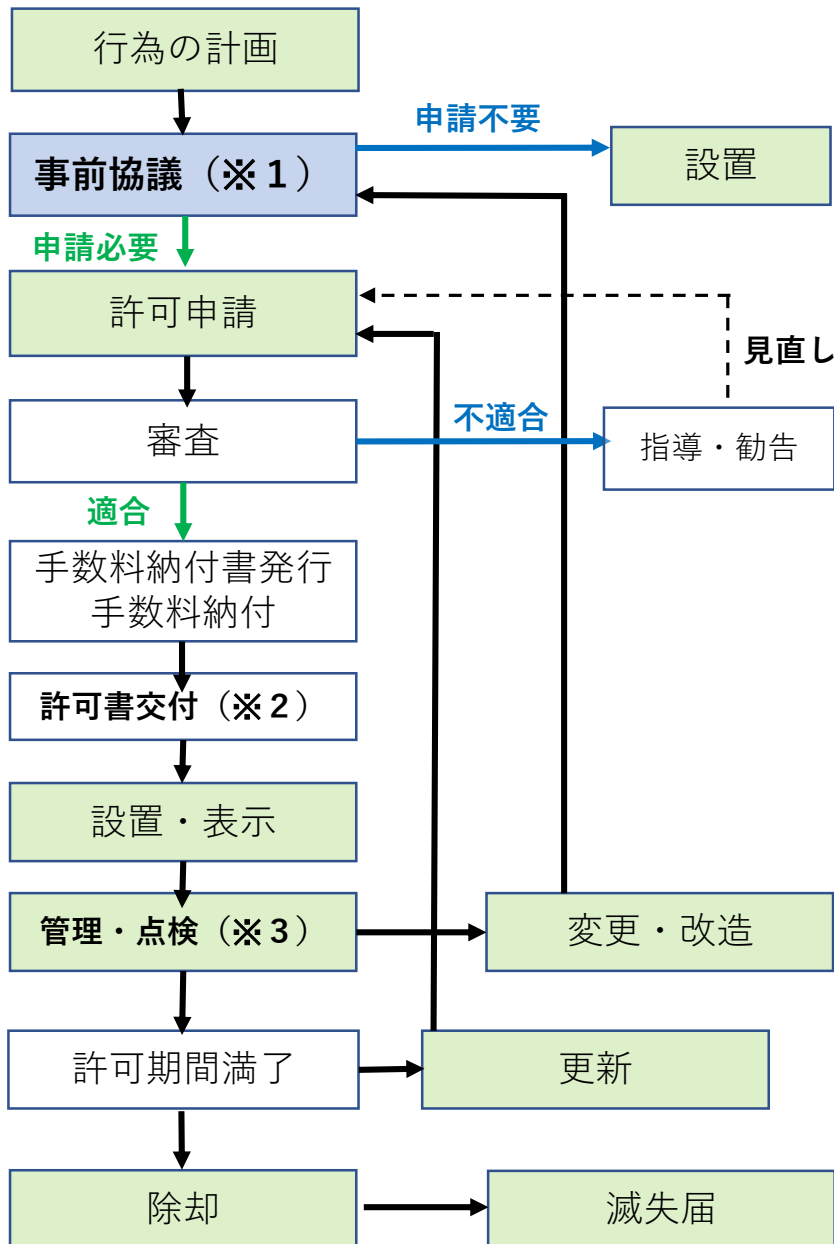 行為の計画
申請不要
事前協議（※１）
設置
申請必要
許可申請
見直し
審査
不適合
指導・勧告
適合
手数料納付書発行
手数料納付
許可書交付（※２）
設置・表示
管理・点検（※３）
変更・改造
許可期間満了
更新
除却
滅失届